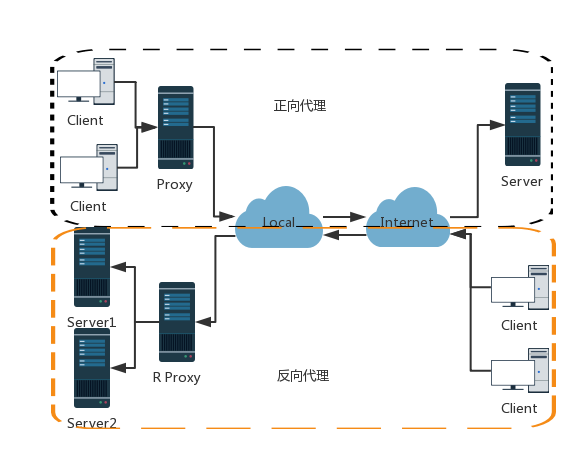 Client
正向代理
Client
Proxy
Server
Local
Internet
Server1
R Proxy
Server2
反向代理
Client
Client